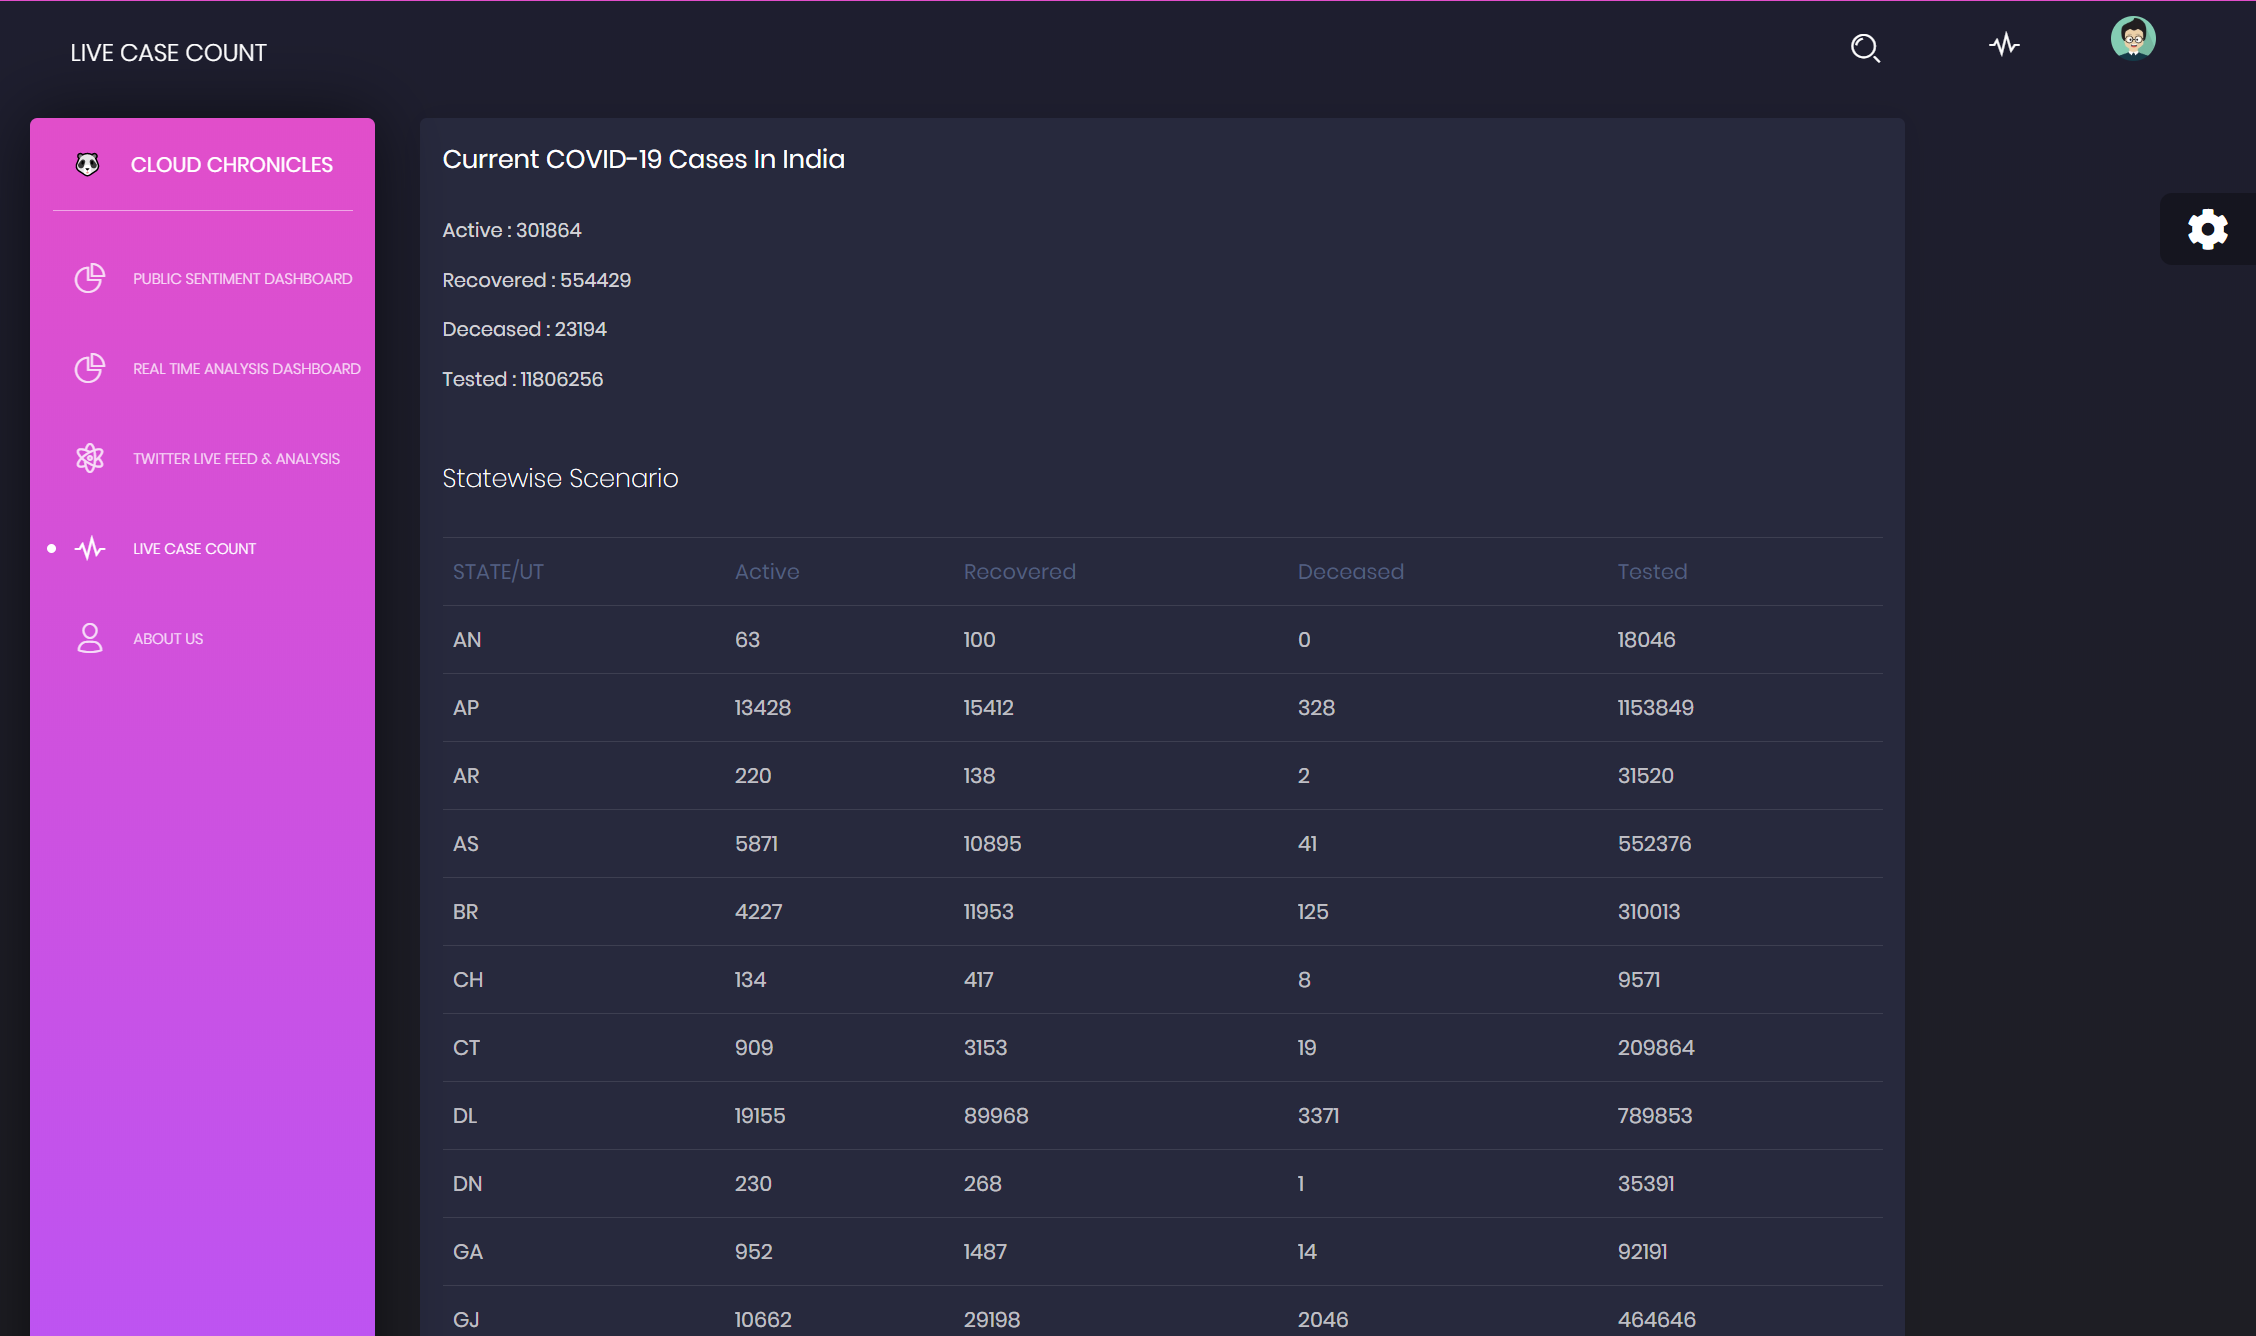 LIVE CASE COUNT
CLOUD CHRONICLES
PUBLIC SENTIMENT DASHBOARD
REAL TIME ANALYSIS DASHBOARD
TWITTER LIVE FEED & ANALYSIS
LIVE CASE COUNT
ABOUT US
Current COVID-19 Cases In India
Active : 301864
Recovered : 554429
Deceased : 23194
Tested : 11806256
Statewise Scenario
STATE/UT Active Recovered Deceased Tested
AN 63 100 0 18046
AP 13428 15412 328 1153849
AR 220 138 2 31520
AS 5871 10895 41 552376
BR 4227 11953 125 310013
CH 134 417 8 9571
CT 909 3153 19 209864
DL 19155 89968 3371 789853
DN 230 268 1 35391
GA 952 1487 14 92191
GJ 10662 29198 2046 464646